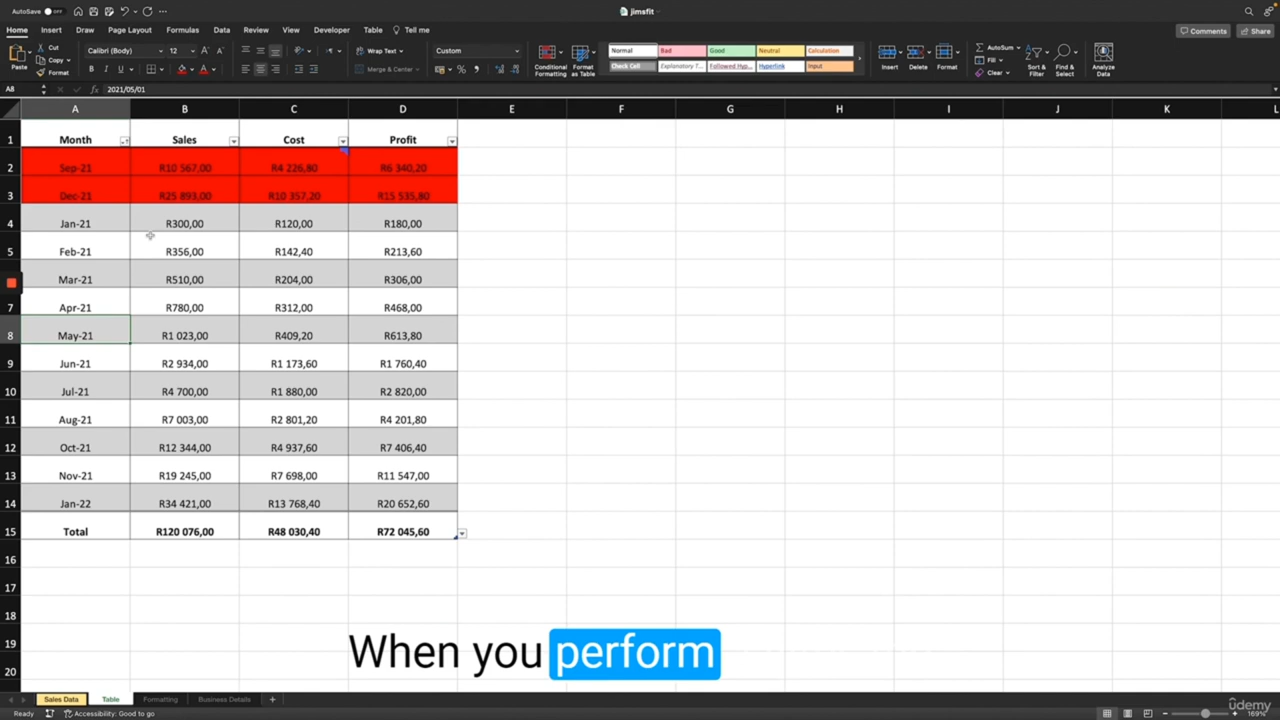 AutoSave OFF
jimsfit
Home Insert Draw Page Layout Formulas Data Review View Developer Table Tell me
Comments Share
Paste Cut Copy Format
Calibri (Body) 12
Wrap Text
Merge & Center
Custom
Conditional Formatting
Format as Table
Normal Bad Good Neutral Calculation
Check Cell Explanatory T... Followed Hyp... Hyperlink Input
Insert Delete Format
AutoSum
Fill
Clear
Sort & Filter
Find & Select
Analyze Data
A8 fx 2021/05/01
A B C D E F G H I J K L
1 Month Sales Cost Profit
2 Sep-21 R10 567,00 R4 226,80 R6 340,20
3 Dec-21 R25 893,00 R10 357,20 R15 535,80
4 Jan-21 R300,00 R120,00 R180,00
5 Feb-21 R356,00 R142,40 R213,60
Mar-21 R510,00 R204,00 R306,00
7 Apr-21 R780,00 R312,00 R468,00
8 May-21 R1 023,00 R409,20 R613,80
9 Jun-21 R2 934,00 R1 173,60 R1 760,40
10 Jul-21 R4 700,00 R1 880,00 R2 820,00
11 Aug-21 R7 003,00 R2 801,20 R4 201,80
12 Oct-21 R12 344,00 R4 937,60 R7 406,40
13 Nov-21 R19 245,00 R7 698,00 R11 547,00
14 Jan-22 R34 421,00 R13 768,40 R20 652,60
15 Total R120 076,00 R48 030,40 R72 045,60
16
17
18
19
20
When you perform
Sales Data Table Formatting Business Details +
Ready Accessibility: Good to go
169%
udemy